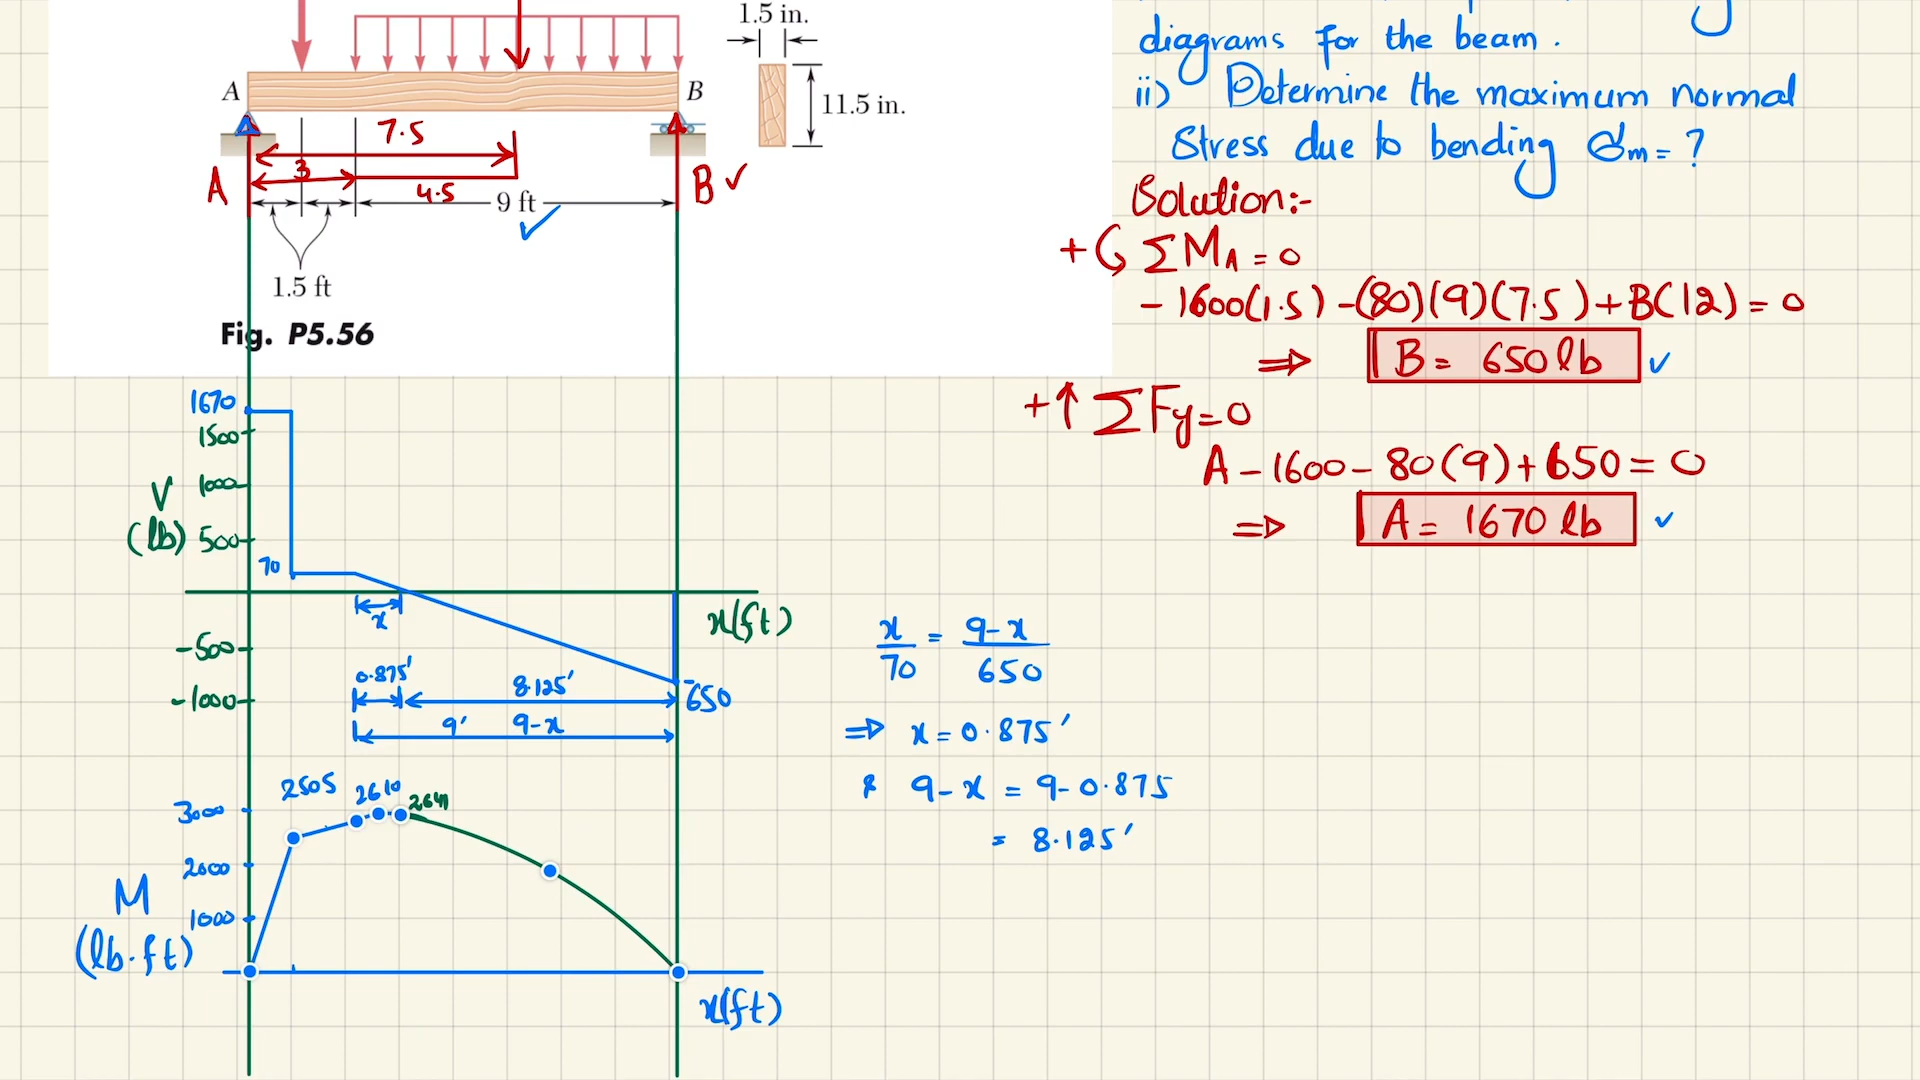 1.5 in.
11.5 in.
A
B
7.5
3
4.5
A
B ✓
9 ft
1.5 ft
Fig. P5.56
diagrams for the beam.
ii) Determine the maximum normal
Stress due to bending σm = ?
Solution:-
+ ↺ ΣMA = 0
- 1600(1.5) - (80)(9)(7.5) + B(12) = 0
⇒ B = 650 lb ✓
+↑ ΣFy = 0
A - 1600 - 80(9) + 650 = 0
⇒ A = 1670 lb ✓
1670
1500
1000
V
(lb)
500
70
x
x(ft)
-500
-1000
0.875'
8.125'
-650
9'
9-x
x/70 = 9-x/650
⇒ x = 0.875'
& 9-x = 9-0.875
= 8.125'
2505
2610
3000
2000
1000
M
(lb.ft)
x(ft)